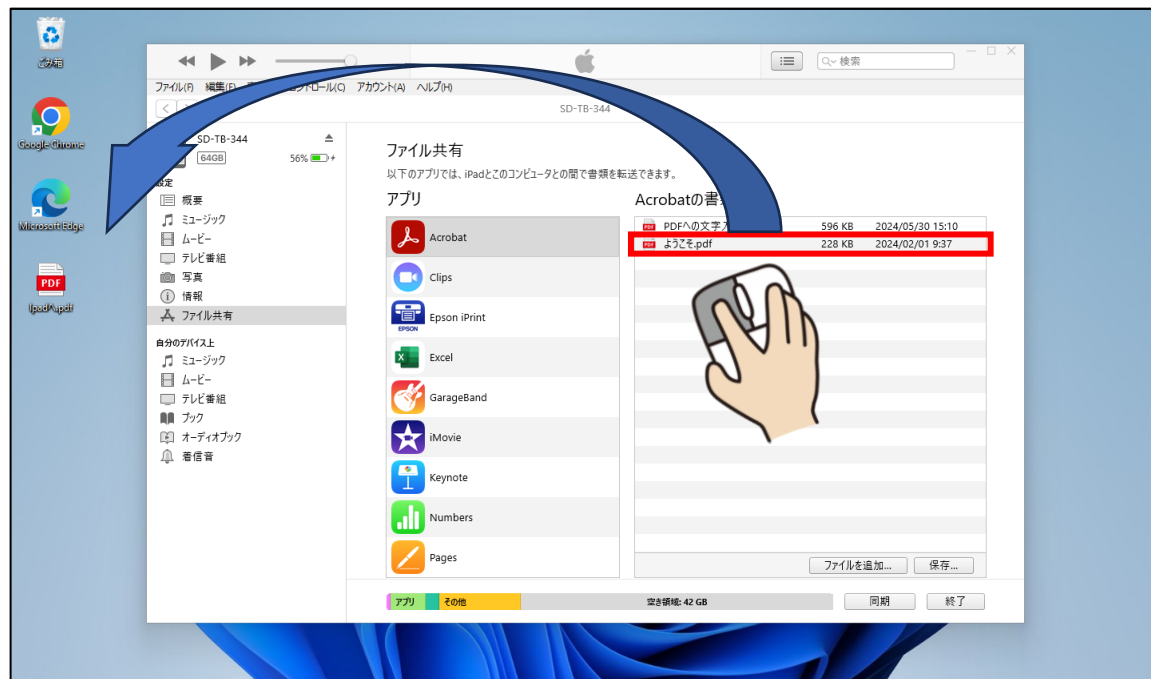 ごみ箱
Google Chrome
Microsoft Edge
PDF
検索
ファイル(F) 編集(E) コントロール(C) アカウント(A) ヘルプ(H)
SD-TB-344
SD-TB-344
64GB 56%
設定
概要
ミュージック
ムービー
テレビ番組
写真
情報
ファイル共有
自分のデバイス上
ミュージック
ムービー
テレビ番組
ブック
オーディオブック
着信音
ファイル共有
以下のアプリでは、iPadとこのコンピュータとの間で書類を転送できます。
アプリ
Acrobat
Clips
EPSON
Epson iPrint
Excel
GarageBand
iMovie
Keynote
Numbers
Pages
Acrobatの書
PDFへの文字 596 KB 2024/05/30 15:10
ようこそ.pdf 228 KB 2024/02/01 9:37
ファイルを追加... 保存...
アプリ その他 空き領域: 42 GB
同期 終了